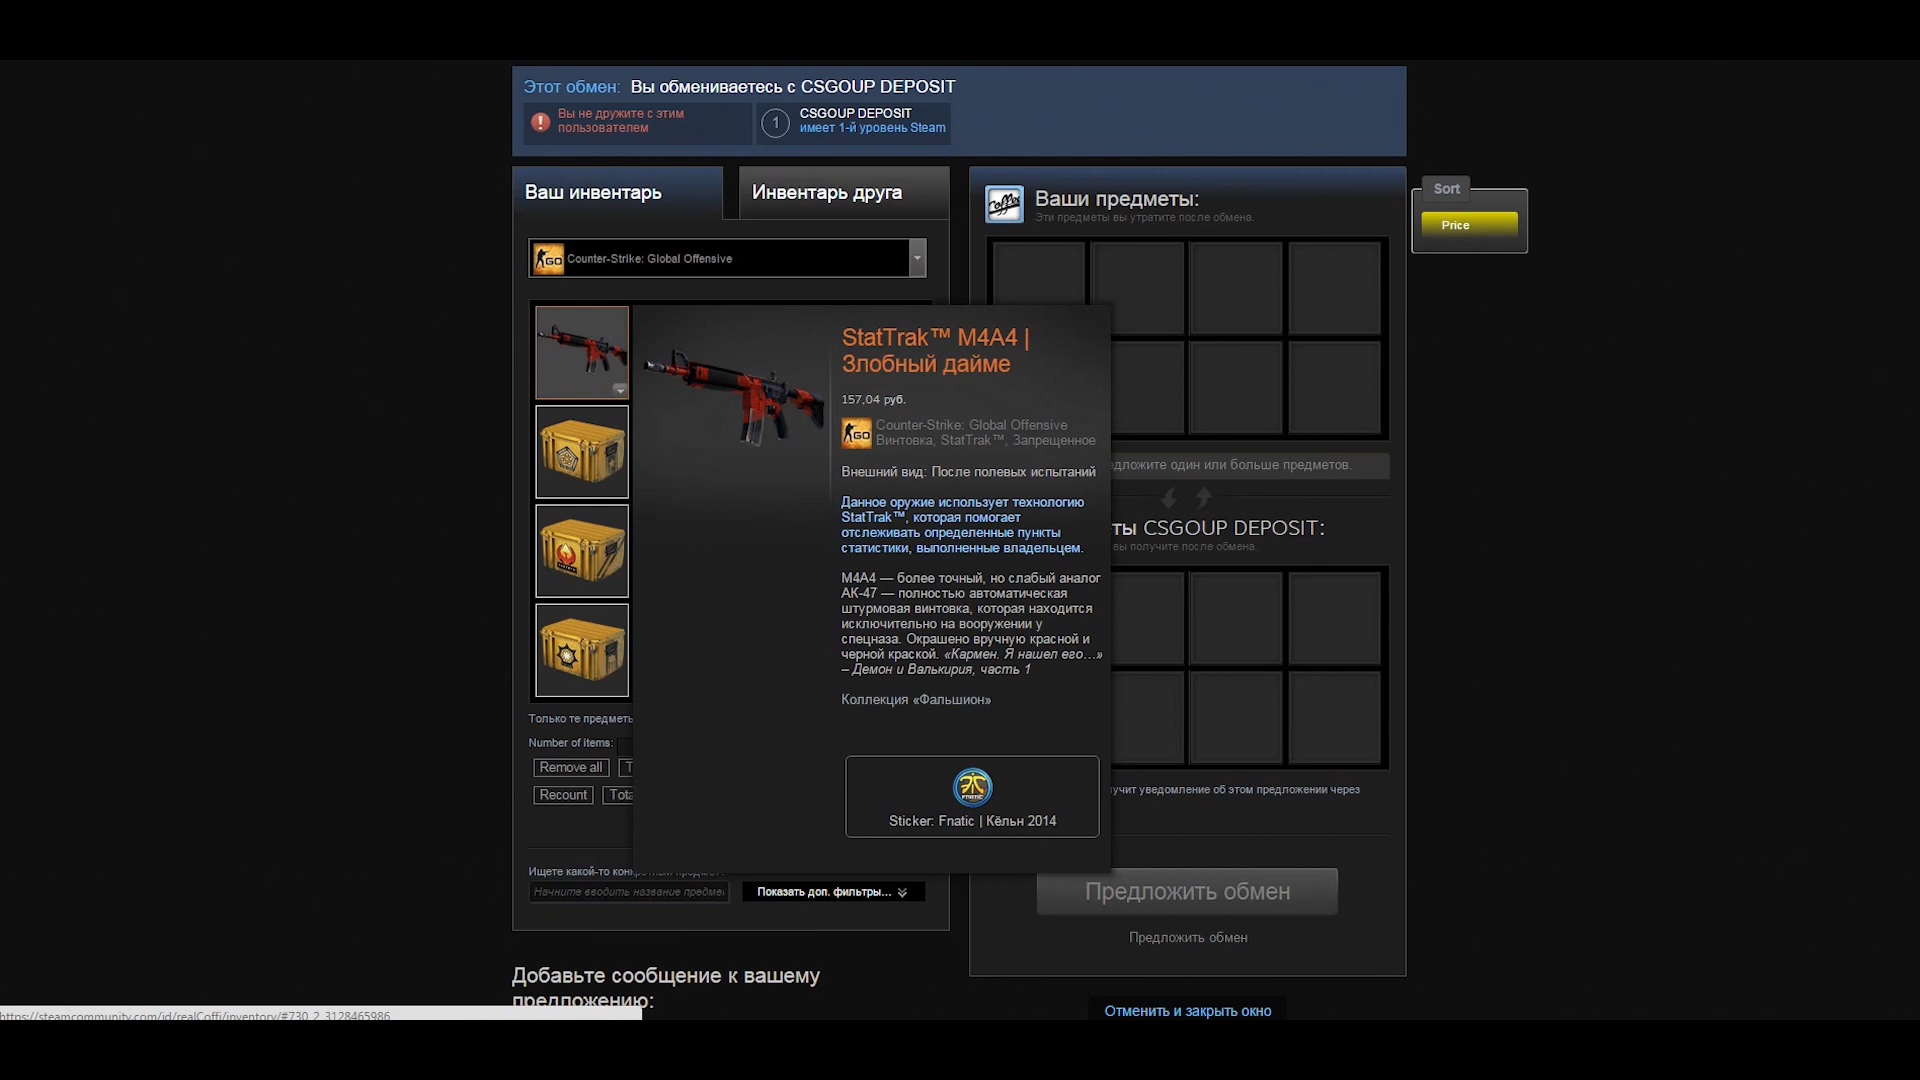 Этот обмен: Вы обмениваетесь с CSGOUP DEPOSIT
Вы не дружите с этим
пользователем
1
CSGOUP DEPOSIT
имеет 1-й уровень Steam
Ваш инвентарь
Инвентарь друга
GO Counter-Strike: Global Offensive
Ваши предметы:
Эти предметы вы утратите после обмена.
Sort
Price
StatTrak™ M4A4 |
Злобный дайме
157,04 руб.
GO
Counter-Strike: Global Offensive
Винтовка, StatTrak™, Запрещенное
Внешний вид: После полевых испытаний
Данное оружие использует технологию
StatTrak™, которая помогает
отслеживать определенные пункты
статистики, выполненные владельцем.
M4A4 — более точный, но слабый аналог
АК-47 — полностью автоматическая
штурмовая винтовка, которая находится
исключительно на вооружении у
спецназа. Окрашено вручную красной и
черной краской. «Кармен. Я нашел его…»
– Демон и Валькирия, часть 1
Коллекция «Фальшион»
FNATIC
Sticker: Fnatic | Кёльн 2014
один или больше предметов.
CSGOUP DEPOSIT:
вы получите после обмена.
уведомление об этом предложении через
Только те предметы
Number of items:
Remove all
Recount
Ищете какой-то
Начните вводить название
Показать доп. фильтры...
Предложить обмен
Предложить обмен
Добавьте сообщение к вашему
предложению:
Отменить и закрыть окно
https://steamcommunity.com/id/realCoffi/inventory/#730_2_3128465986